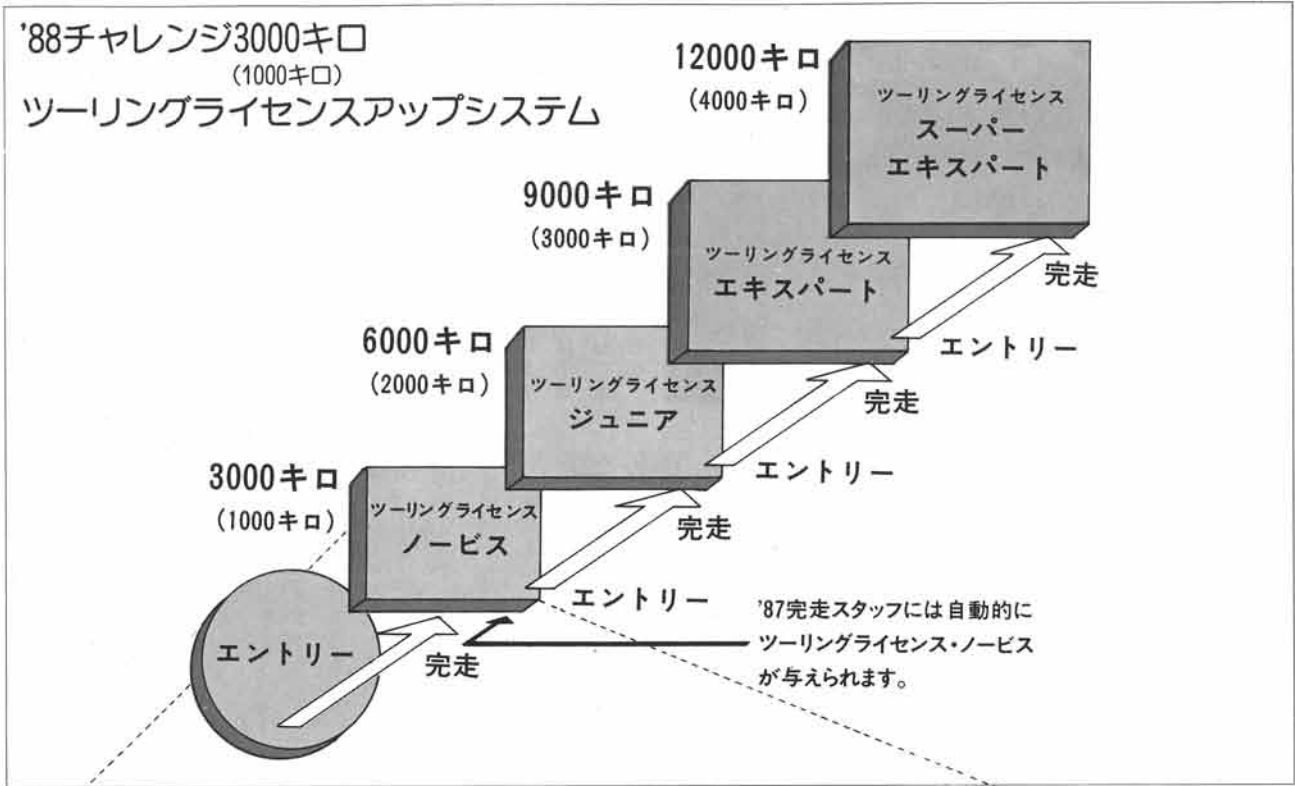 '88チャレンジ3000キロ
(1000キロ)
ツーリングライセンスアップシステム
12000キロ
(4000キロ)
ツーリングライセンス
スーパー
エキスパート
完走
エントリー
9000キロ
(3000キロ)
ツーリングライセンス
エキスパート
完走
エントリー
6000キロ
(2000キロ)
ツーリングライセンス
ジュニア
完走
エントリー
3000キロ
(1000キロ)
ツーリングライセンス
ノービス
完走
エントリー
'87完走スタッフには自動的に
ツーリングライセンス・ノービス
が与えられます。